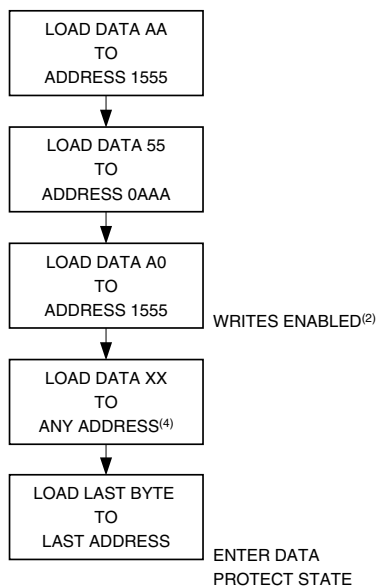 LOAD DATA AA
TO
ADDRESS 1555
LOAD DATA 55
TO
ADDRESS 0AAA
LOAD DATA A0
TO
ADDRESS 1555
WRITES ENABLED(2)
LOAD DATA XX
TO
ANY ADDRESS(4)
LOAD LAST BYTE
TO
LAST ADDRESS
ENTER DATA
PROTECT STATE